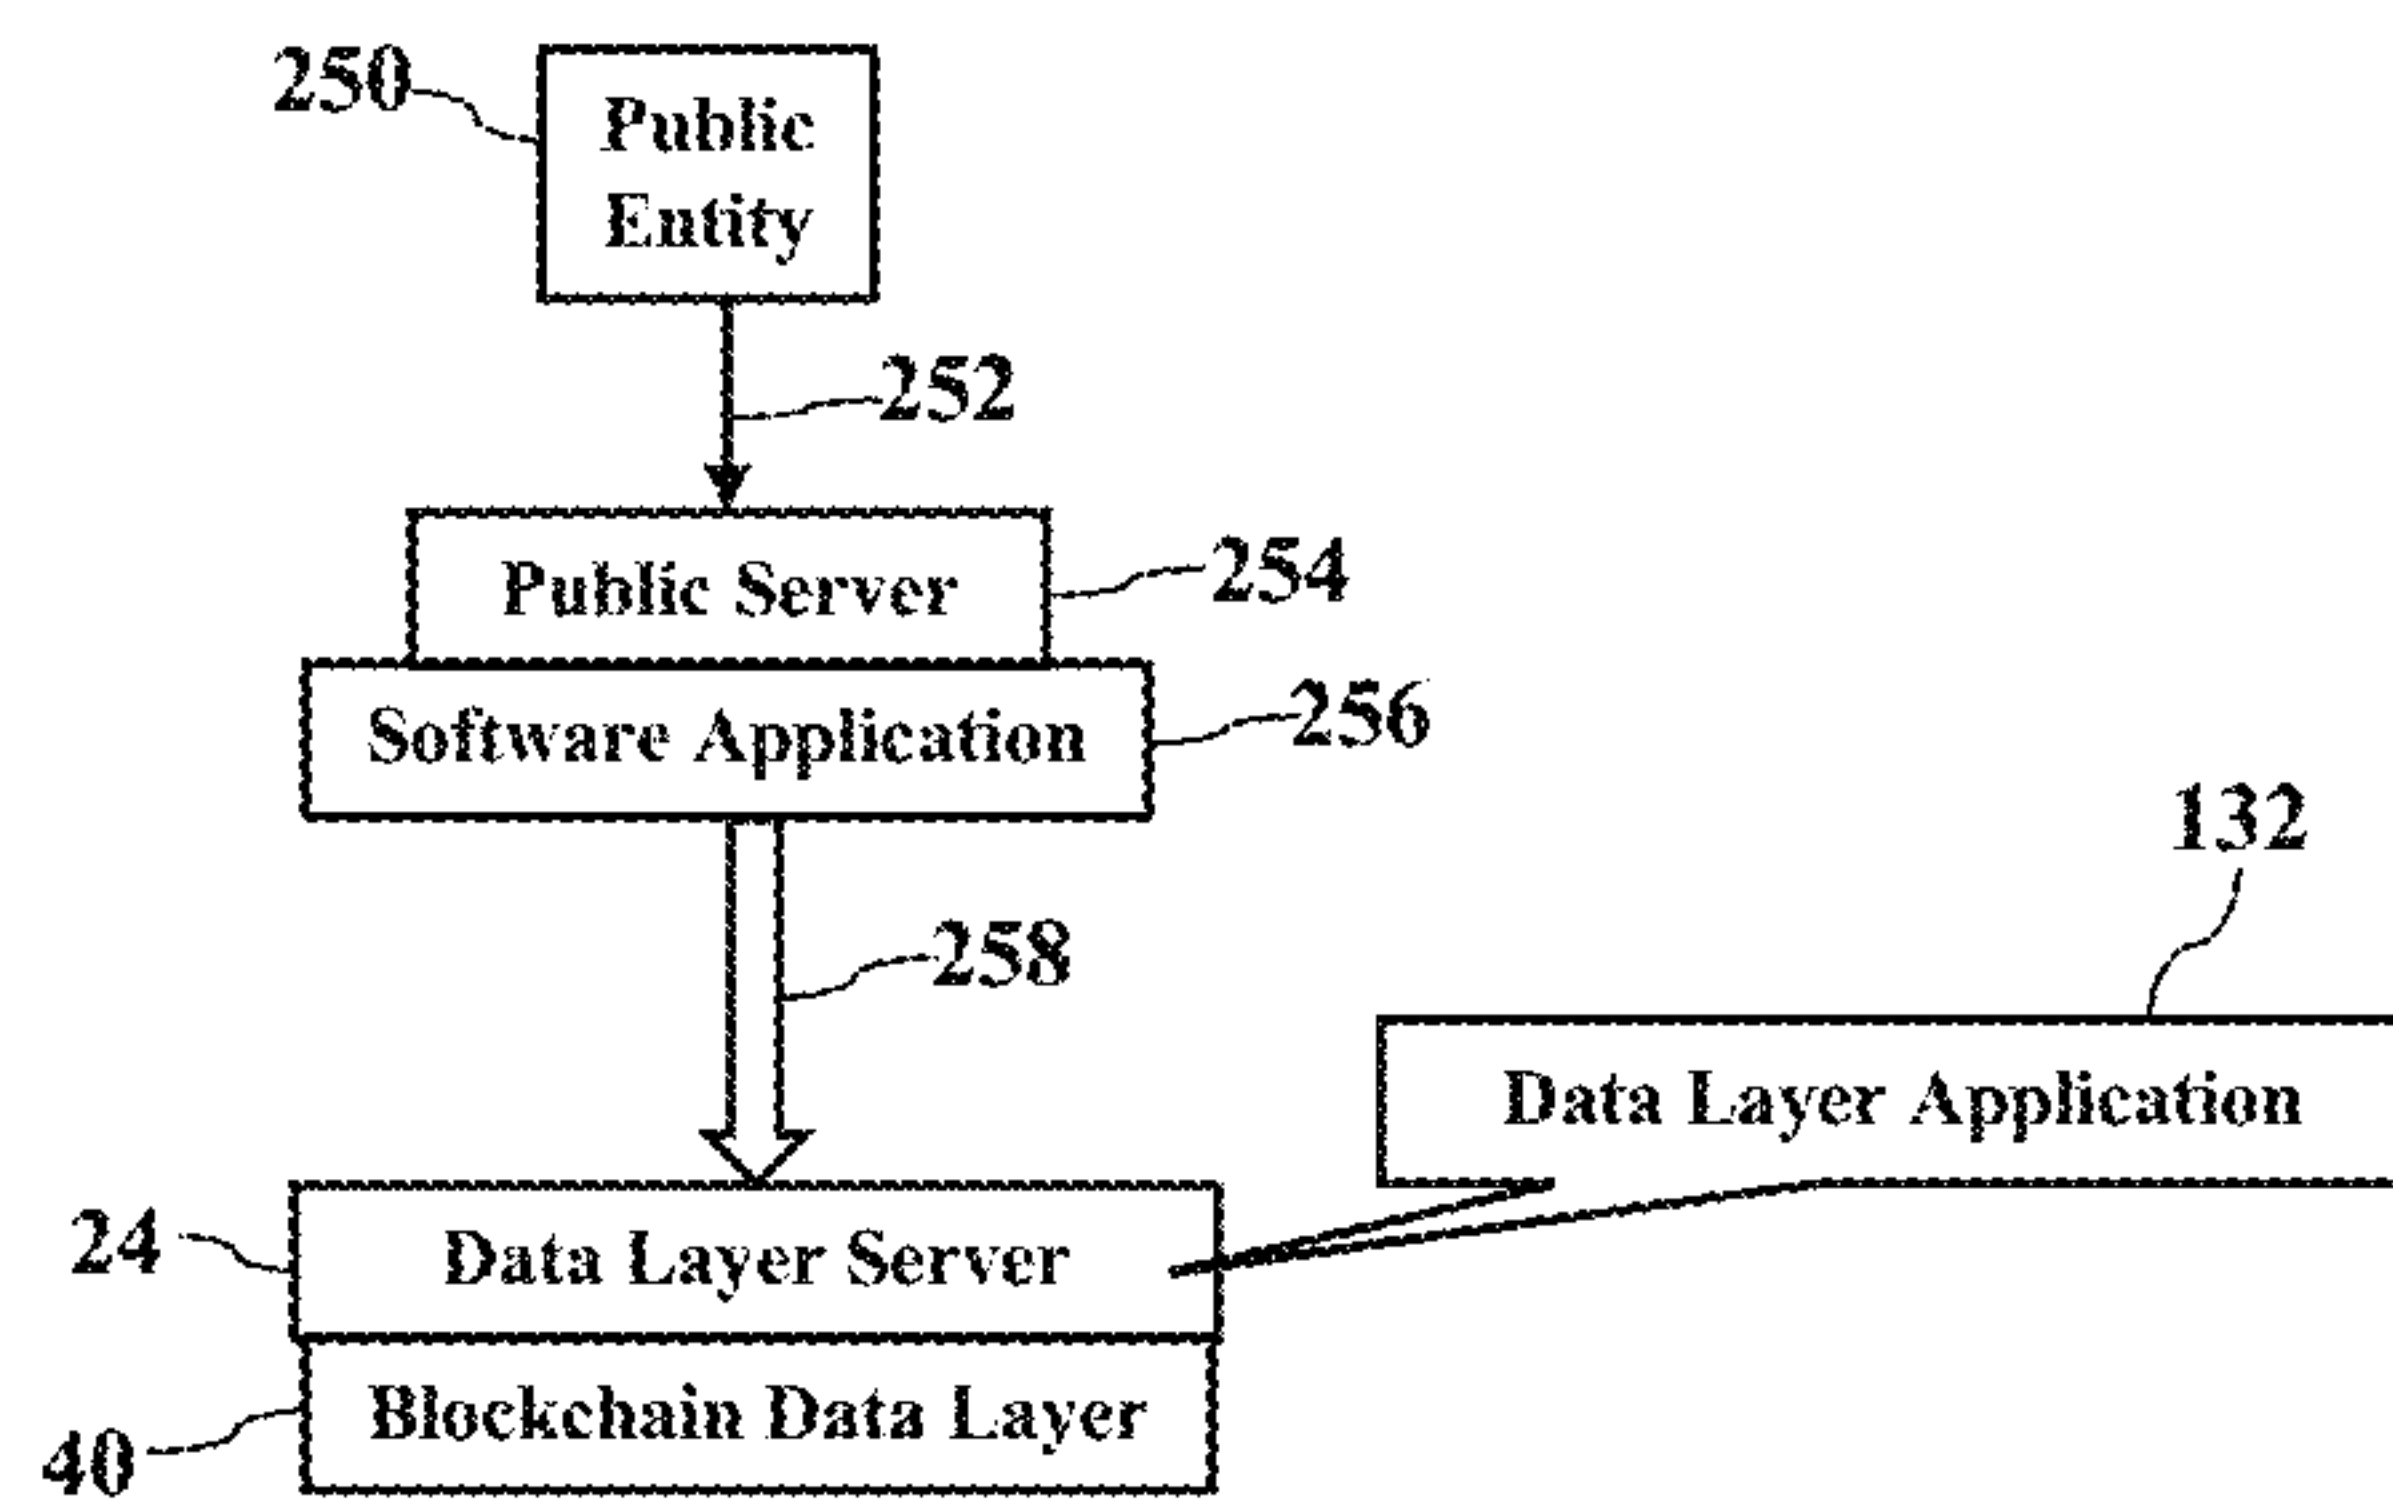 250
Public
Entity
252
Public Server
254
Software Application
256
258
132
Data Layer Application
24
Data Layer Server
Blockchain Data Layer
40